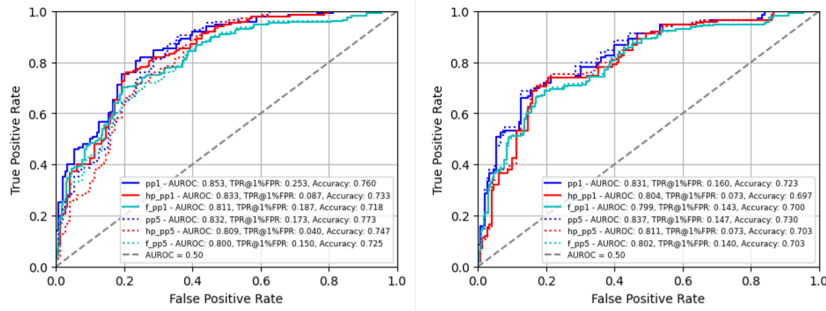 1.0
0.8
0.6
0.4
0.2
0.0
True Positive Rate
pp1 - AUROC: 0.853, TPR@1%FPR: 0.253, Accuracy: 0.760
hp_pp1 - AUROC: 0.833, TPR@1%FPR: 0.087, Accuracy: 0.733
f_pp1 - AUROC: 0.811, TPR@1%FPR: 0.187, Accuracy: 0.718
pp5 - AUROC: 0.832, TPR@1%FPR: 0.173, Accuracy: 0.773
hp_pp5 - AUROC: 0.809, TPR@1%FPR: 0.040, Accuracy: 0.747
f_pp5 - AUROC: 0.800, TPR@1%FPR: 0.150, Accuracy: 0.725
AUROC = 0.50
0.0 0.2 0.4 0.6 0.8 1.0
False Positive Rate
1.0
0.8
0.6
0.4
0.2
0.0
True Positive Rate
pp1 - AUROC: 0.831, TPR@1%FPR: 0.160, Accuracy: 0.723
hp_pp1 - AUROC: 0.804, TPR@1%FPR: 0.073, Accuracy: 0.697
f_pp1 - AUROC: 0.799, TPR@1%FPR: 0.143, Accuracy: 0.700
pp5 - AUROC: 0.837, TPR@1%FPR: 0.147, Accuracy: 0.730
hp_pp5 - AUROC: 0.811, TPR@1%FPR: 0.073, Accuracy: 0.703
f_pp5 - AUROC: 0.802, TPR@1%FPR: 0.140, Accuracy: 0.703
AUROC = 0.50
0.0 0.2 0.4 0.6 0.8 1.0
False Positive Rate